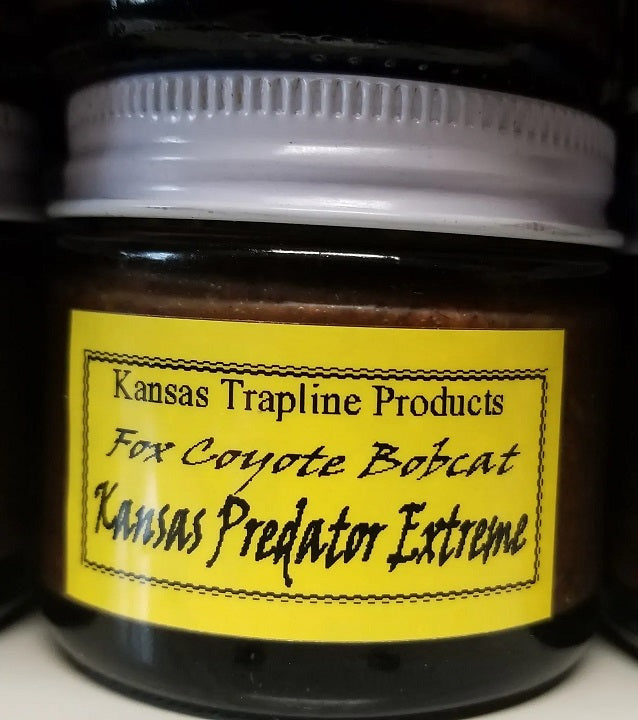 Kansas Trapline Products
Fox Coyote Bobcat
Kansas Predator Extreme